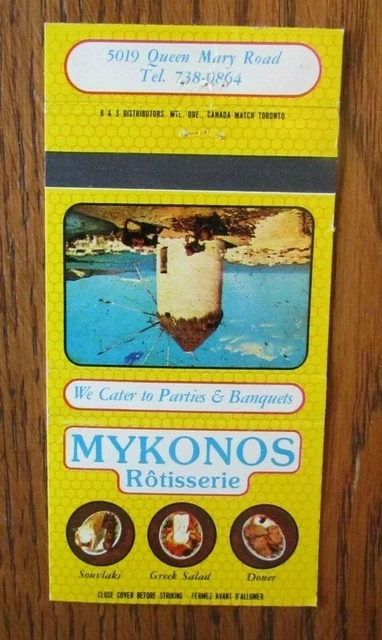 5019 Queen Mary Road
Tel. 738-9864
B & S DISTRIBUTORS, MTL. QUE. CANADA MATCH TORONTO
We Cater to Parties & Banquets
MYKONOS
Rôtisserie
Souvlaki Greek Salad Doner
CLOSE COVER BEFORE STRIKING - FERMEZ AVANT D'ALLUMER